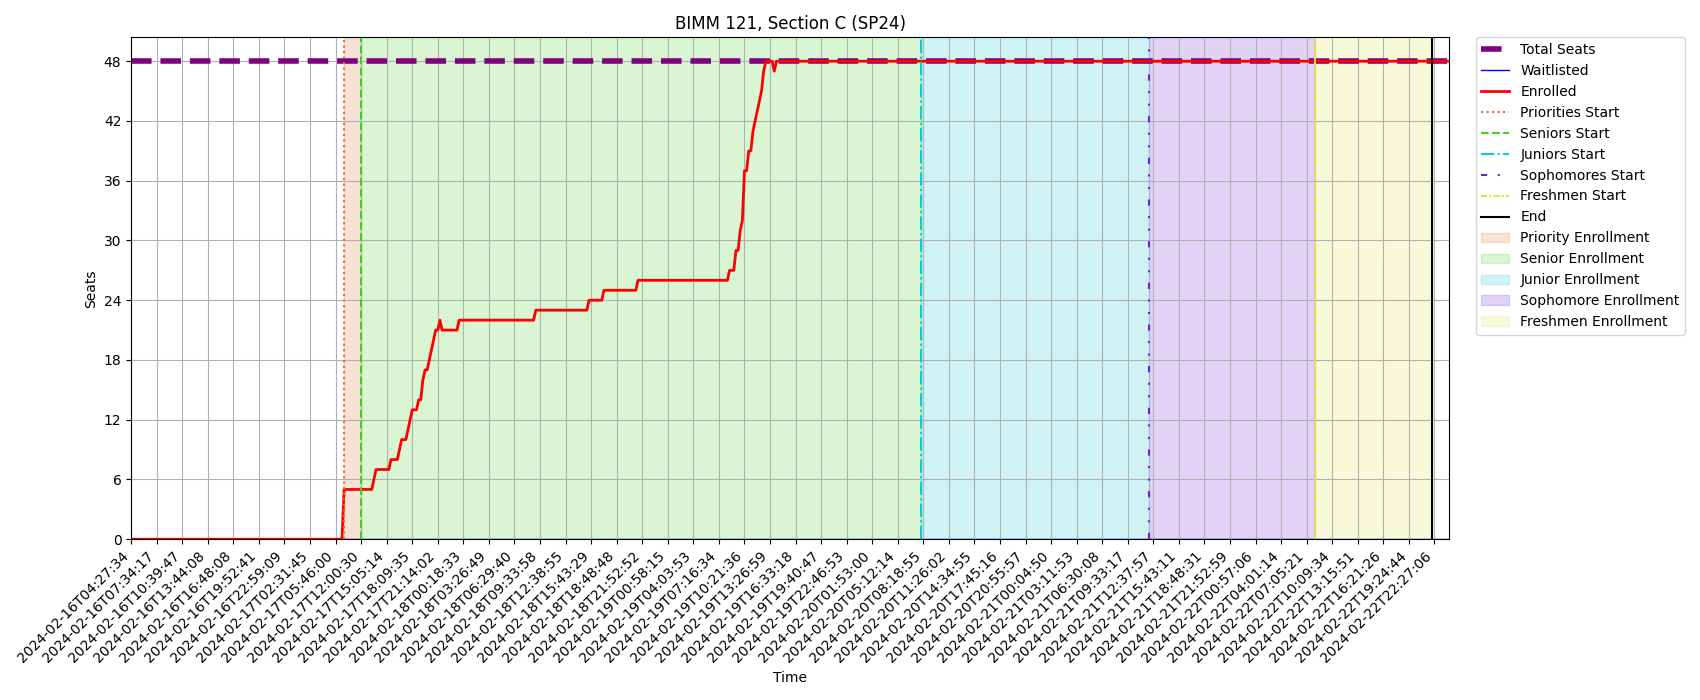 BIMM 121, Section C (SP24)
Total Seats
Waitlisted
Enrolled
Priorities Start
Seniors Start
Juniors Start
Sophomores Start
Freshmen Start
End
Priority Enrollment
Senior Enrollment
Junior Enrollment
Sophomore Enrollment
Freshmen Enrollment
Seats
48
42
36
30
24
18
12
6
0
2024-02-16T04:27:34
2024-02-16T07:34:17
2024-02-16T10:39:47
2024-02-16T13:44:08
2024-02-16T16:48:08
2024-02-16T19:52:41
2024-02-16T22:59:09
2024-02-17T02:31:45
2024-02-17T05:46:00
2024-02-17T12:00:30
2024-02-17T15:05:14
2024-02-17T18:09:35
2024-02-17T21:14:02
2024-02-18T00:18:33
2024-02-18T03:26:49
2024-02-18T06:29:40
2024-02-18T09:33:58
2024-02-18T12:38:55
2024-02-18T15:43:29
2024-02-18T18:48:48
2024-02-18T21:52:52
2024-02-19T00:58:15
2024-02-19T04:03:53
2024-02-19T07:16:34
2024-02-19T10:21:36
2024-02-19T13:26:59
2024-02-19T16:33:18
2024-02-19T19:40:47
2024-02-19T22:46:53
2024-02-20T01:53:00
2024-02-20T05:12:14
2024-02-20T08:18:55
2024-02-20T11:26:02
2024-02-20T14:34:55
2024-02-20T17:45:16
2024-02-20T20:55:57
2024-02-21T00:04:50
2024-02-21T03:11:53
2024-02-21T06:30:08
2024-02-21T09:33:17
2024-02-21T12:37:57
2024-02-21T15:43:11
2024-02-21T18:48:31
2024-02-21T21:52:59
2024-02-22T00:57:06
2024-02-22T04:01:14
2024-02-22T07:05:21
2024-02-22T10:09:34
2024-02-22T13:15:51
2024-02-22T16:21:26
2024-02-22T19:24:44
2024-02-22T22:27:06
Time